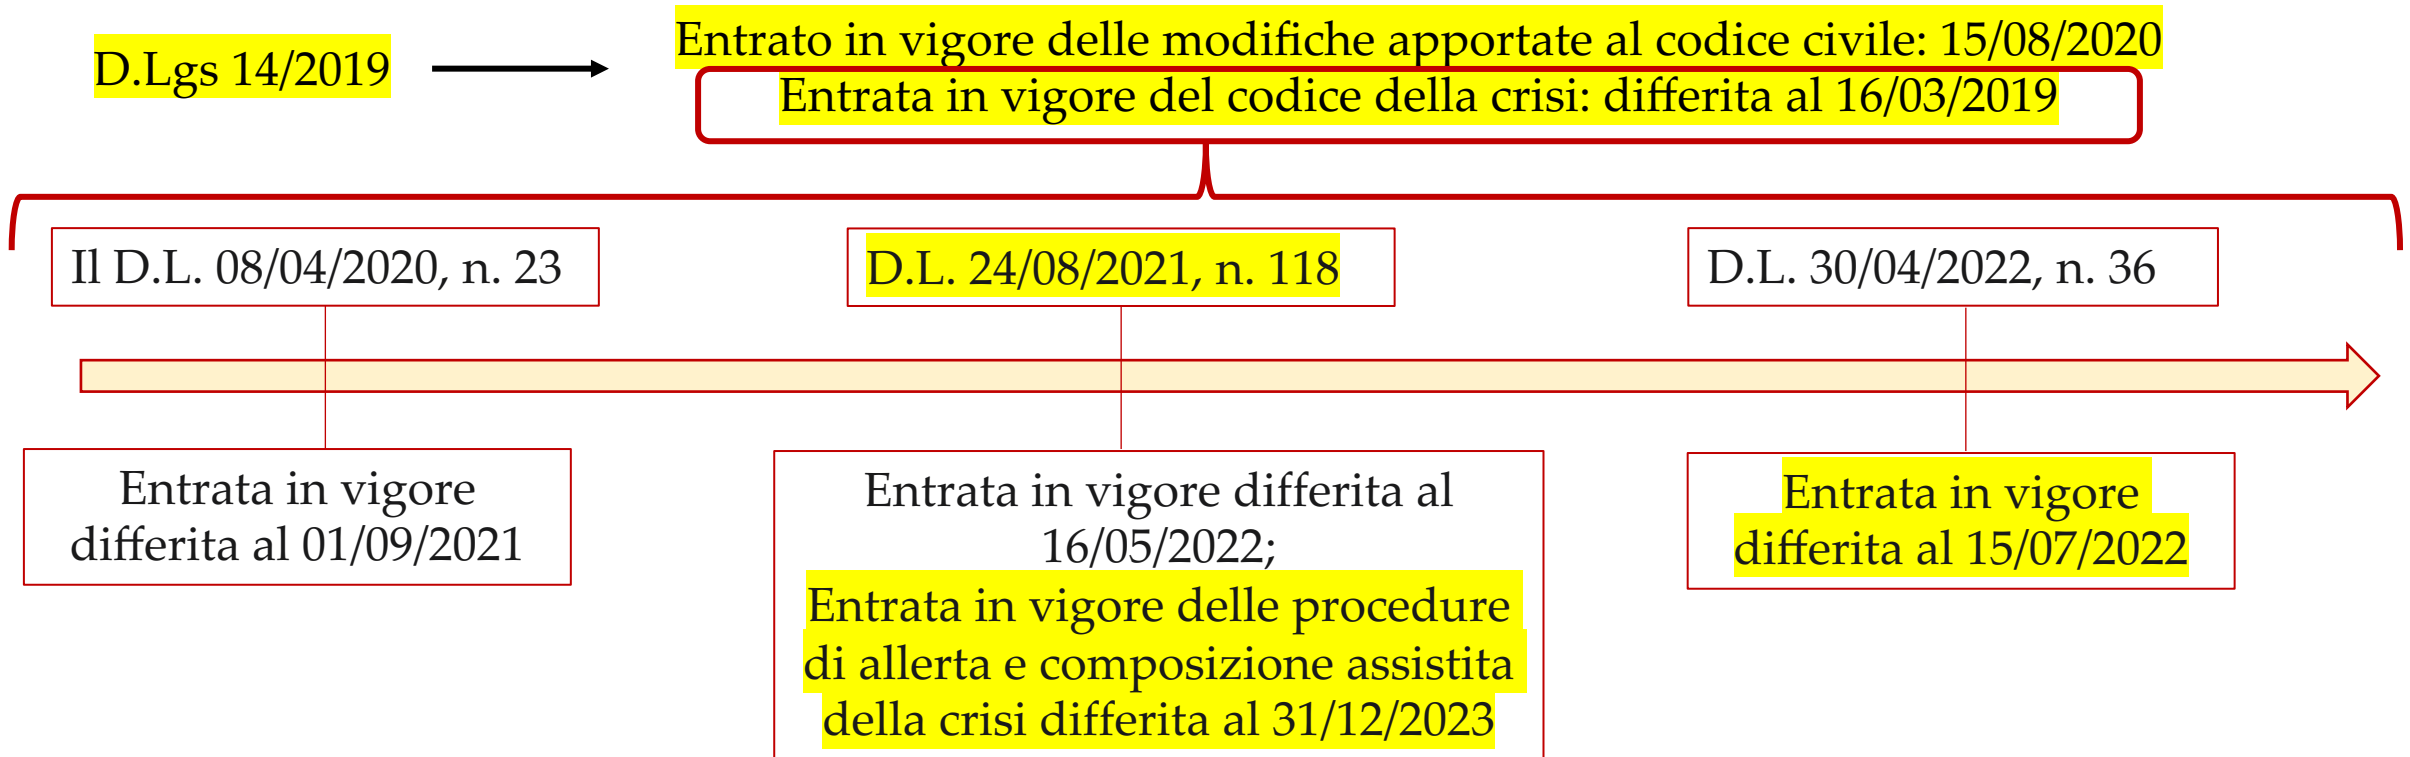 D.Lgs 14/2019
Entrato in vigore delle modifiche apportate al codice civile: 15/08/2020
Entrata in vigore del codice della crisi: differita al 16/03/2019
Il D.L. 08/04/2020, n. 23
D.L. 24/08/2021, n. 118
D.L. 30/04/2022, n. 36
Entrata in vigore
differita al 01/09/2021
Entrata in vigore differita al
16/05/2022;
Entrata in vigore delle procedure
di allerta e composizione assistita
della crisi differita al 31/12/2023
Entrata in vigore
differita al 15/07/2022